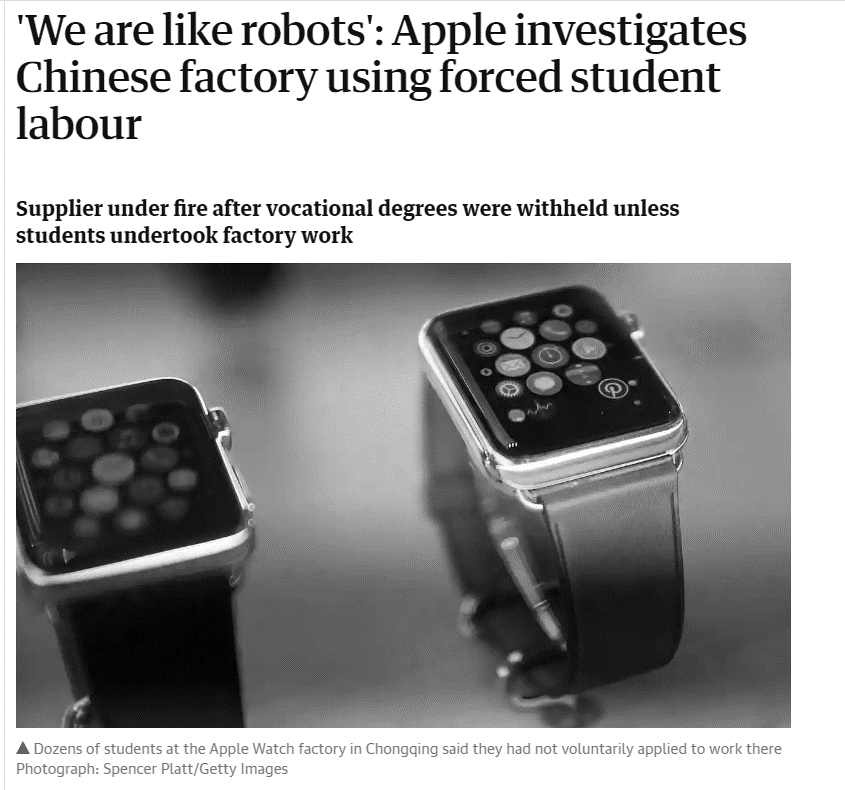 'We are like robots': Apple investigates
Chinese factory using forced student
labour
Supplier under fire after vocational degrees were withheld unless
students undertook factory work
Dozens of students at the Apple Watch factory in Chongqing said they had not voluntarily applied to work there
Photograph: Spencer Platt/Getty Images